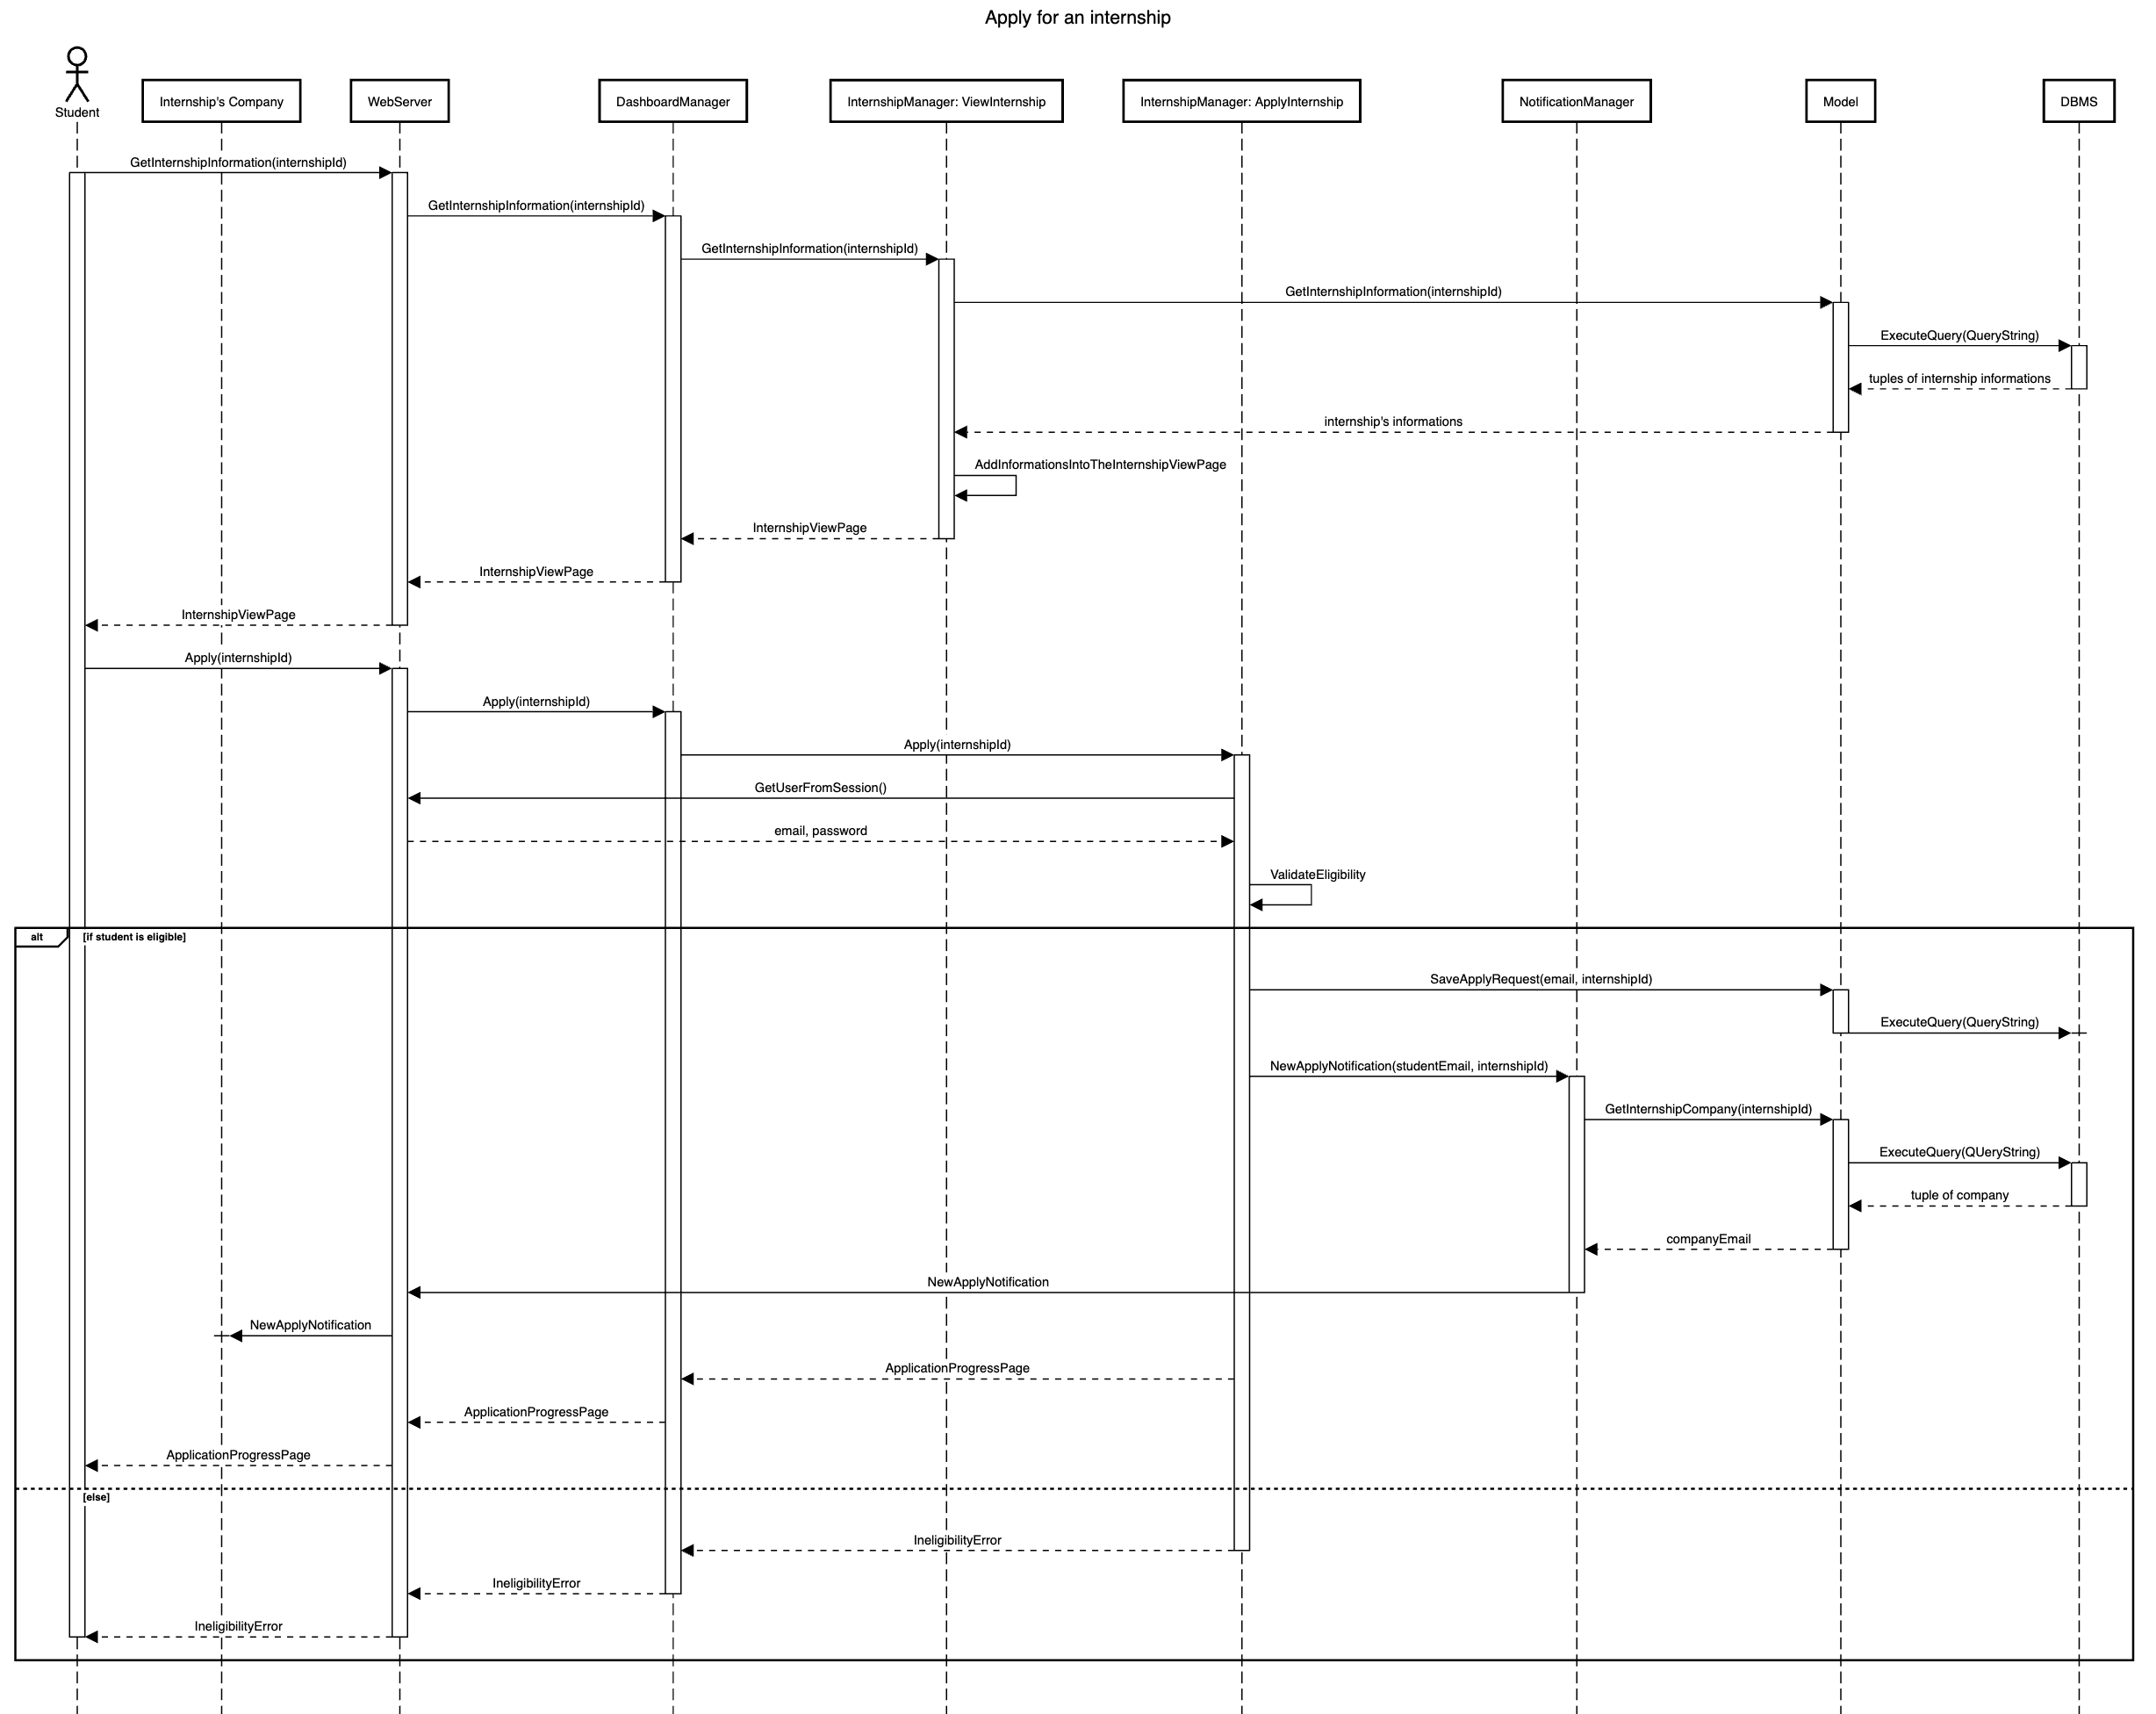 Apply for an internship
Student
Internship's Company
WebServer
DashboardManager
InternshipManager: ViewInternship
InternshipManager: ApplyInternship
NotificationManager
Model
DBMS
GetInternshipInformation(internshipId)
GetInternshipInformation(internshipId)
GetInternshipInformation(internshipId)
GetInternshipInformation(internshipId)
ExecuteQuery(QueryString)
tuples of internship informations
internship's informations
AddInformationsIntoTheInternshipViewPage
InternshipViewPage
InternshipViewPage
InternshipViewPage
Apply(internshipId)
Apply(internshipId)
Apply(internshipId)
GetUserFromSession()
email, password
ValidateEligibility
alt
[if student is eligible]
SaveApplyRequest(email, internshipId)
ExecuteQuery(QueryString)
NewApplyNotification(studentEmail, internshipId)
GetInternshipCompany(internshipId)
ExecuteQuery(QUeryString)
tuple of company
companyEmail
NewApplyNotification
NewApplyNotification
ApplicationProgressPage
ApplicationProgressPage
ApplicationProgressPage
[else]
IneligibilityError
IneligibilityError
IneligibilityError